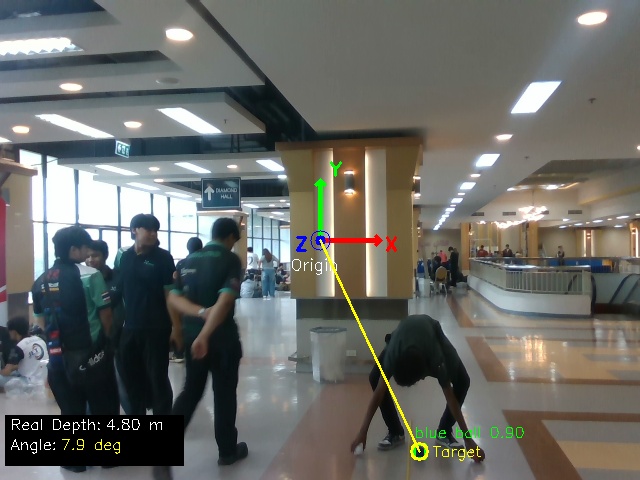 DIAMOND
HALL
Y
Z
X
Origin
blue ball 0.90
Target
Real Depth: 4.80 m
Angle: 7.9 deg